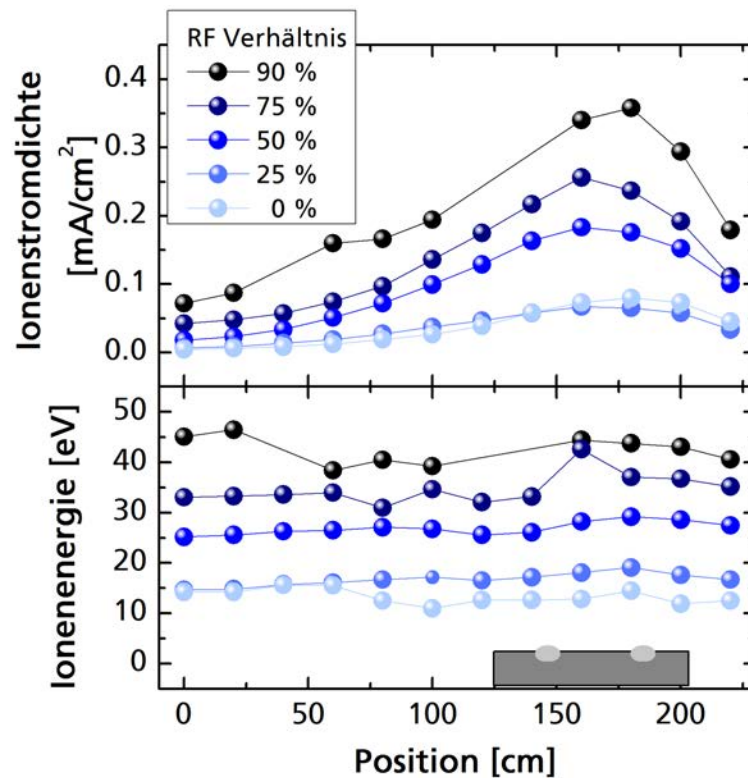 RF Verhältnis
90 %
75 %
50 %
25 %
0 %
Ionenstromdichte
[mA/cm²]
0.4
0.3
0.2
0.1
0.0
Ionenenergie [eV]
50
40
30
20
10
0
0 50 100 150 200
Position [cm]